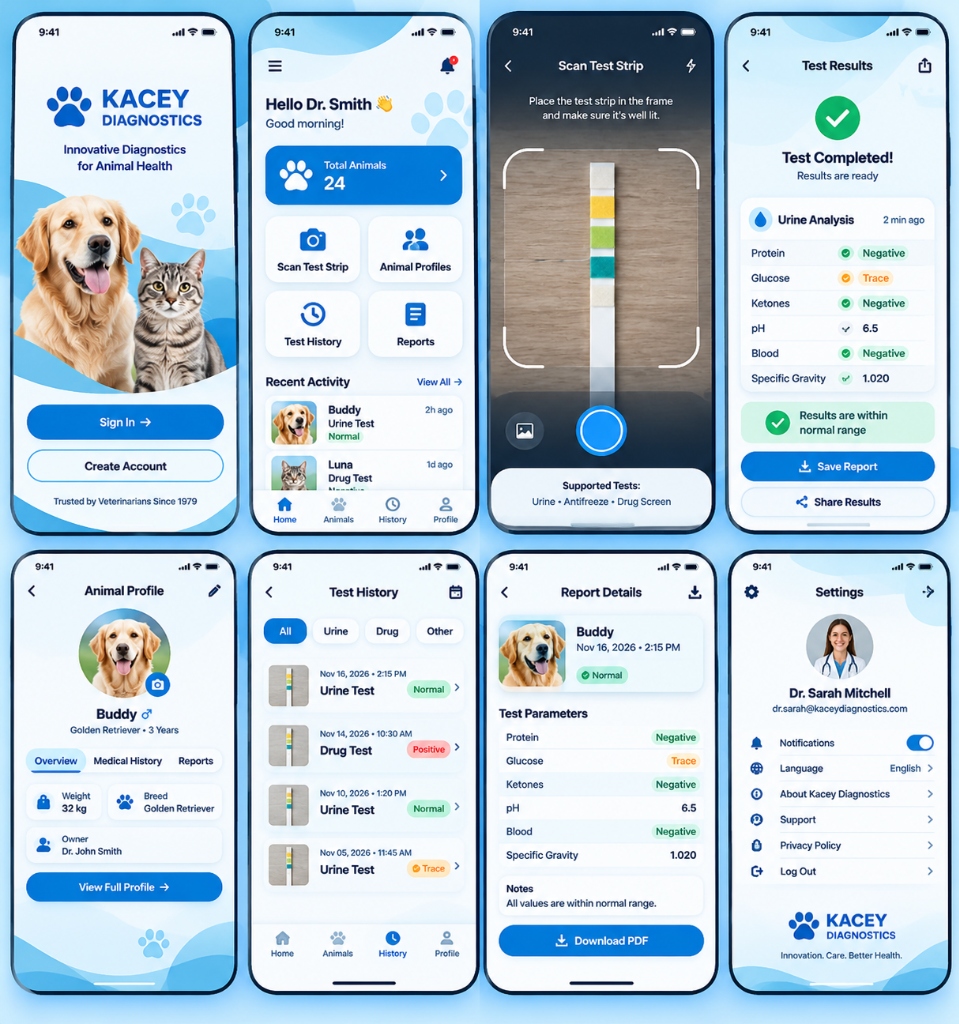 9:41
KACEY
DIAGNOSTICS
Innovative Diagnostics
for Animal Health
Sign In →
Create Account
Trusted by Veterinarians Since 1979
9:41
Hello Dr. Smith 👋
Good morning!
Total Animals
24
Scan Test Strip
Animal Profiles
Test History
Reports
Recent Activity
View All →
Buddy
2h ago
Urine Test
Normal
Luna
1d ago
Drug Test
Home
Animals
History
Profile
9:41
Scan Test Strip
Place the test strip in the frame
and make sure it's well lit.
Supported Tests:
Urine • Antifreeze • Drug Screen
9:41
Test Results
Test Completed!
Results are ready
Urine Analysis
2 min ago
Protein
Negative
Glucose
Trace
Ketones
Negative
pH
6.5
Blood
Negative
Specific Gravity
1.020
Results are within
normal range
Save Report
Share Results
9:41
Animal Profile
Buddy ♂
Golden Retriever • 3 Years
Overview
Medical History
Reports
Weight
32 kg
Breed
Golden Retriever
Owner
Dr. John Smith
View Full Profile →
9:41
Test History
All
Urine
Drug
Other
Nov 16, 2026 • 2:15 PM
Urine Test
Normal
Nov 14, 2026 • 10:30 AM
Drug Test
Positive
Nov 10, 2026 • 1:20 PM
Urine Test
Normal
Nov 05, 2026 • 11:45 AM
Urine Test
Trace
Home
Animals
History
Profile
9:41
Report Details
Buddy
Nov 16, 2026 • 2:15 PM
Normal
Test Parameters
Protein
Negative
Glucose
Trace
Ketones
Negative
pH
6.5
Blood
Negative
Specific Gravity
1.020
Notes
All values are within normal range.
Download PDF
9:41
Settings
Dr. Sarah Mitchell
dr.sarah@kaceydiagnostics.com
Notifications
Language
English
About Kacey Diagnostics
Support
Privacy Policy
Log Out
KACEY
DIAGNOSTICS
Innovation. Care. Better Health.